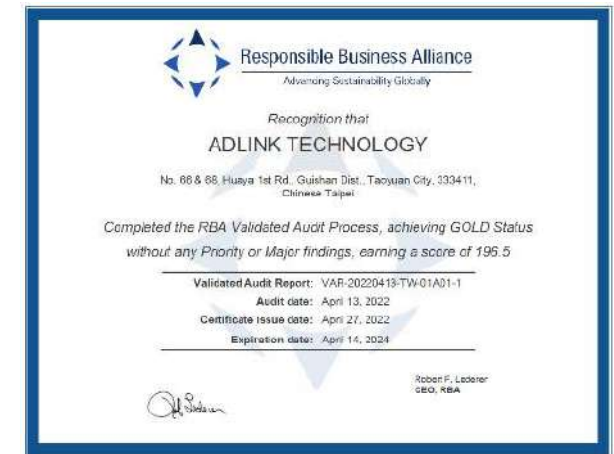 Responsible Business Alliance
Advancing Sustainability Globally
Recognition that
ADLINK TECHNOLOGY
No. 66 & 68, Huaya 1st Rd., Guishan Dist., Taoyuan City, 333411,
Chinese Taipei
Completed the RBA Validated Audit Process, achieving GOLD Status
without any Priority or Major findings, earning a score of 196.5
Validated Audit Report: VAR-20220413-TW-01A01-1
Audit date: April 13, 2022
Certificate issue date: April 27, 2022
Expiration date: April 14, 2024
Robert F. Lederer
CEO, RBA